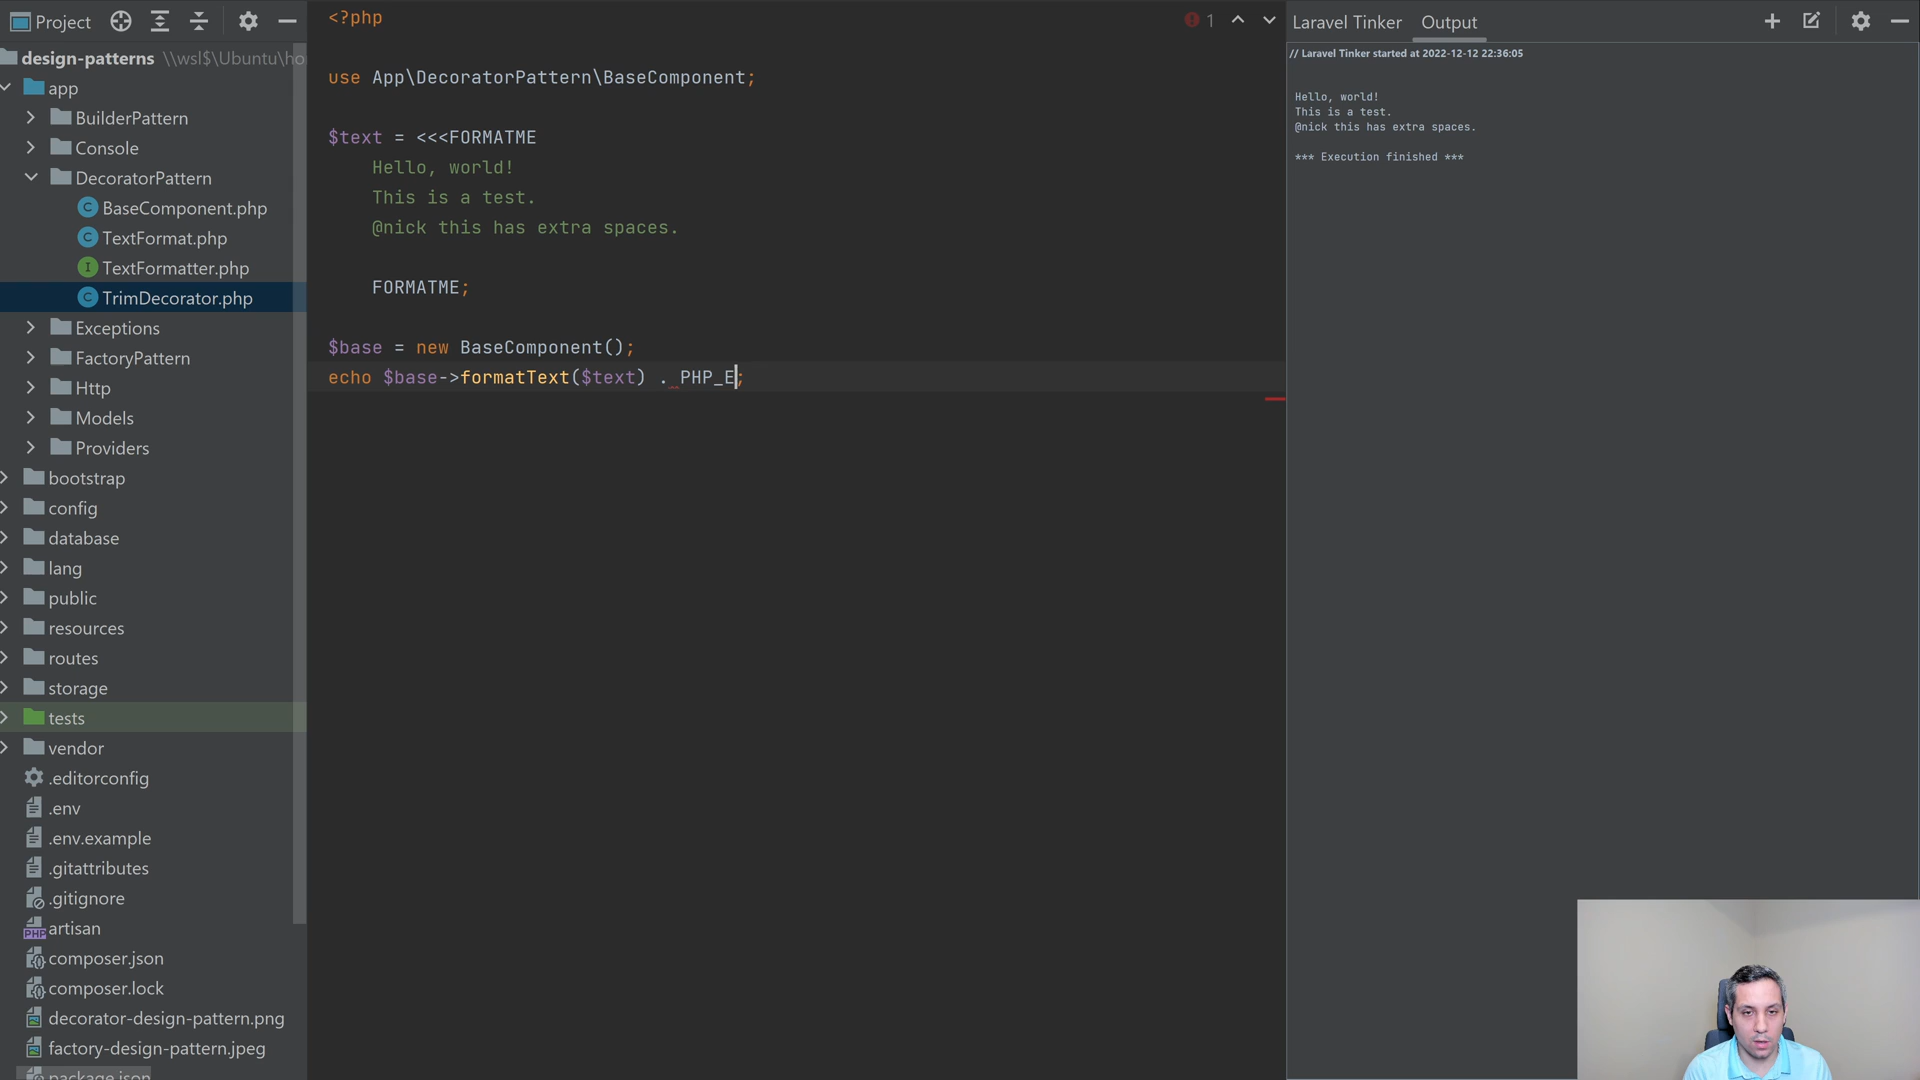 Project
design-patterns \\wsl$\Ubuntu\ho
app
BuilderPattern
Console
DecoratorPattern
BaseComponent.php
TextFormat.php
TextFormatter.php
TrimDecorator.php
Exceptions
FactoryPattern
Http
Models
Providers
bootstrap
config
database
lang
public
resources
routes
storage
tests
vendor
.editorconfig
.env
.env.example
.gitattributes
.gitignore
artisan
composer.json
composer.lock
decorator-design-pattern.png
factory-design-pattern.jpeg
package.json
<?php
1
use App\DecoratorPattern\BaseComponent;
$text = <<<FORMATME
Hello, world!
This is a test.
@nick this has extra spaces.
FORMATME;
$base = new BaseComponent();
echo $base->formatText($text) . PHP_E;
Laravel Tinker Output
// Laravel Tinker started at 2022-12-12 22:36:05
Hello, world!
This is a test.
@nick this has extra spaces.
*** Execution finished ***